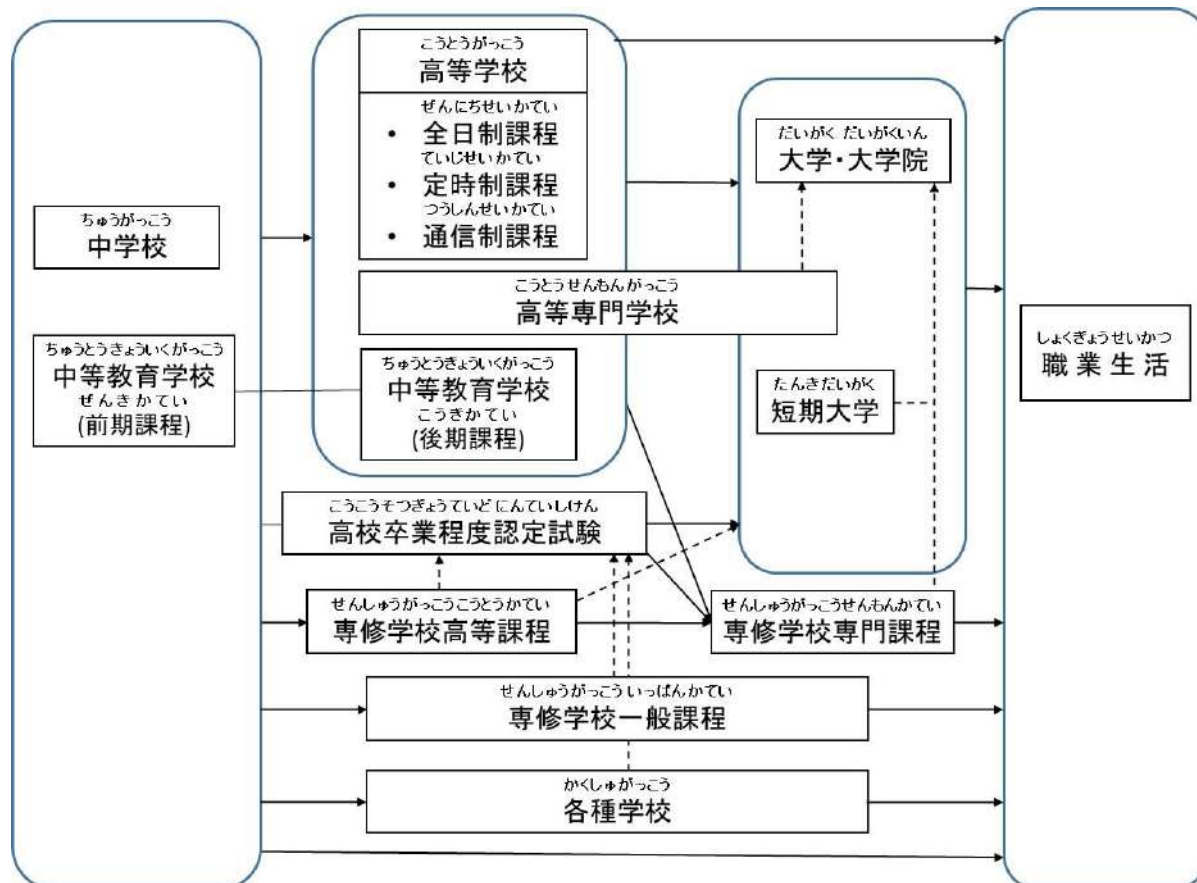 こうとうがっこう
高等学校
ぜんにちせいかてい
• 全日制課程
ていじせいかてい
• 定時制課程
つうしんせいかてい
• 通信制課程
だいがく だいがくいん
大学・大学院
ちゅうがっこう
中学校
こうとうせんもんがっこう
高等専門学校
しょくぎょうせいかつ
職業生活
ちゅうとうきょういくがっこう
中等教育学校
ぜんきかてい
(前期課程)
ちゅうとうきょういくがっこう
中等教育学校
こうきかてい
(後期課程)
たんきだいがく
短期大学
こうこうそつぎょうていど にんていしけん
高校卒業程度認定試験
せんしゅうがっこうこうとうかてい
専修学校高等課程
せんしゅうがっこうせんもんかてい
専修学校専門課程
せんしゅうがっこういっぱんかてい
専修学校一般課程
かくしゅがっこう
各種学校